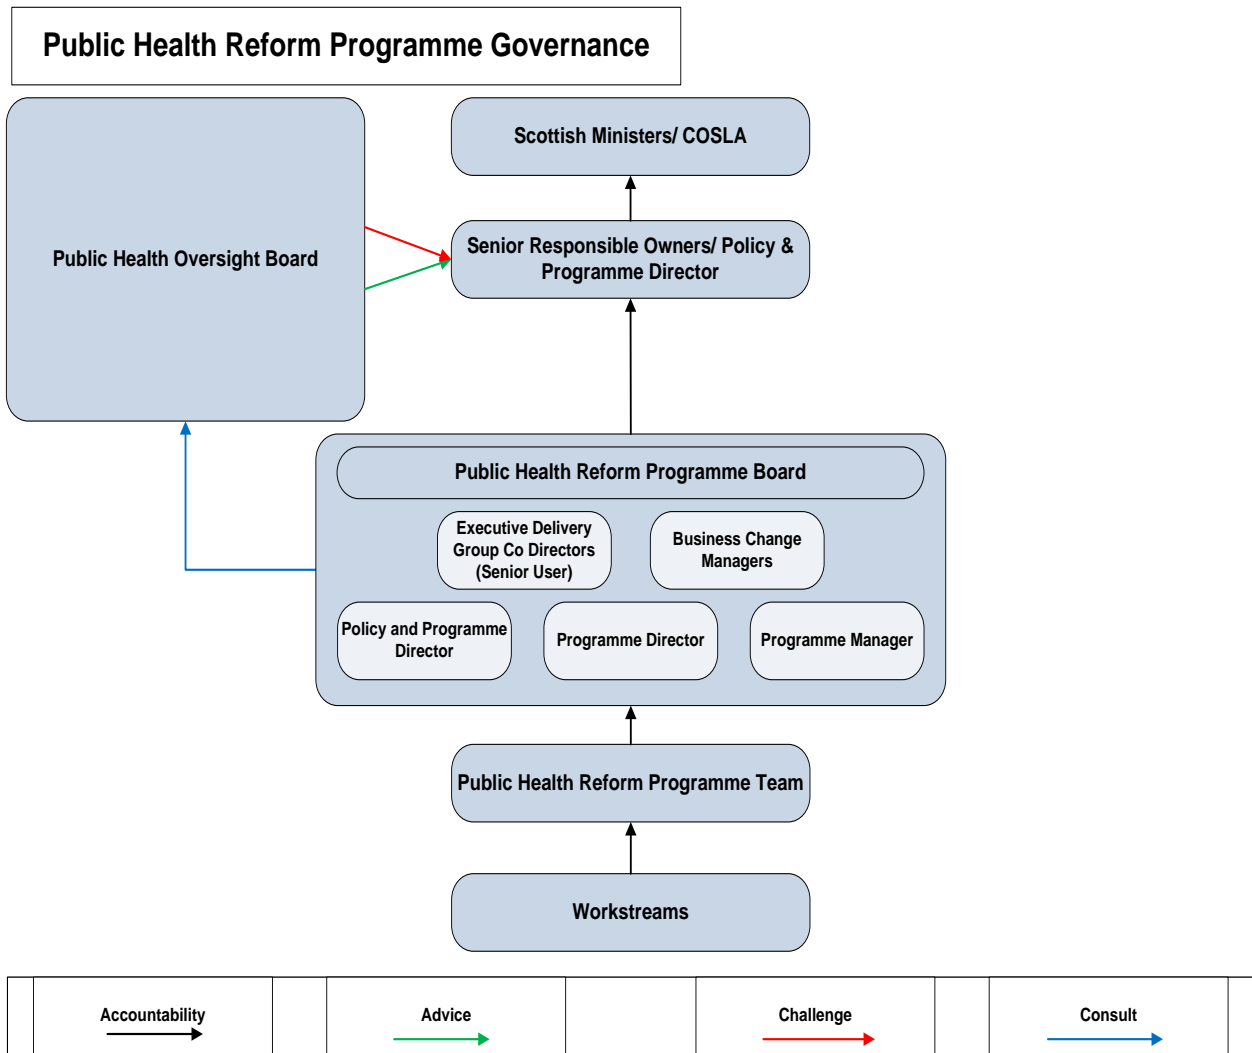 Public Health Reform Programme Governance
Scottish Ministers/ COSLA
Public Health Oversight Board
Senior Responsible Owners/ Policy &
Programme Director
Public Health Reform Programme Board
Executive Delivery
Group Co Directors
(Senior User)
Business Change
Managers
Policy and Programme
Director
Programme Director
Programme Manager
Public Health Reform Programme Team
Workstreams
Accountability
Advice
Challenge
Consult